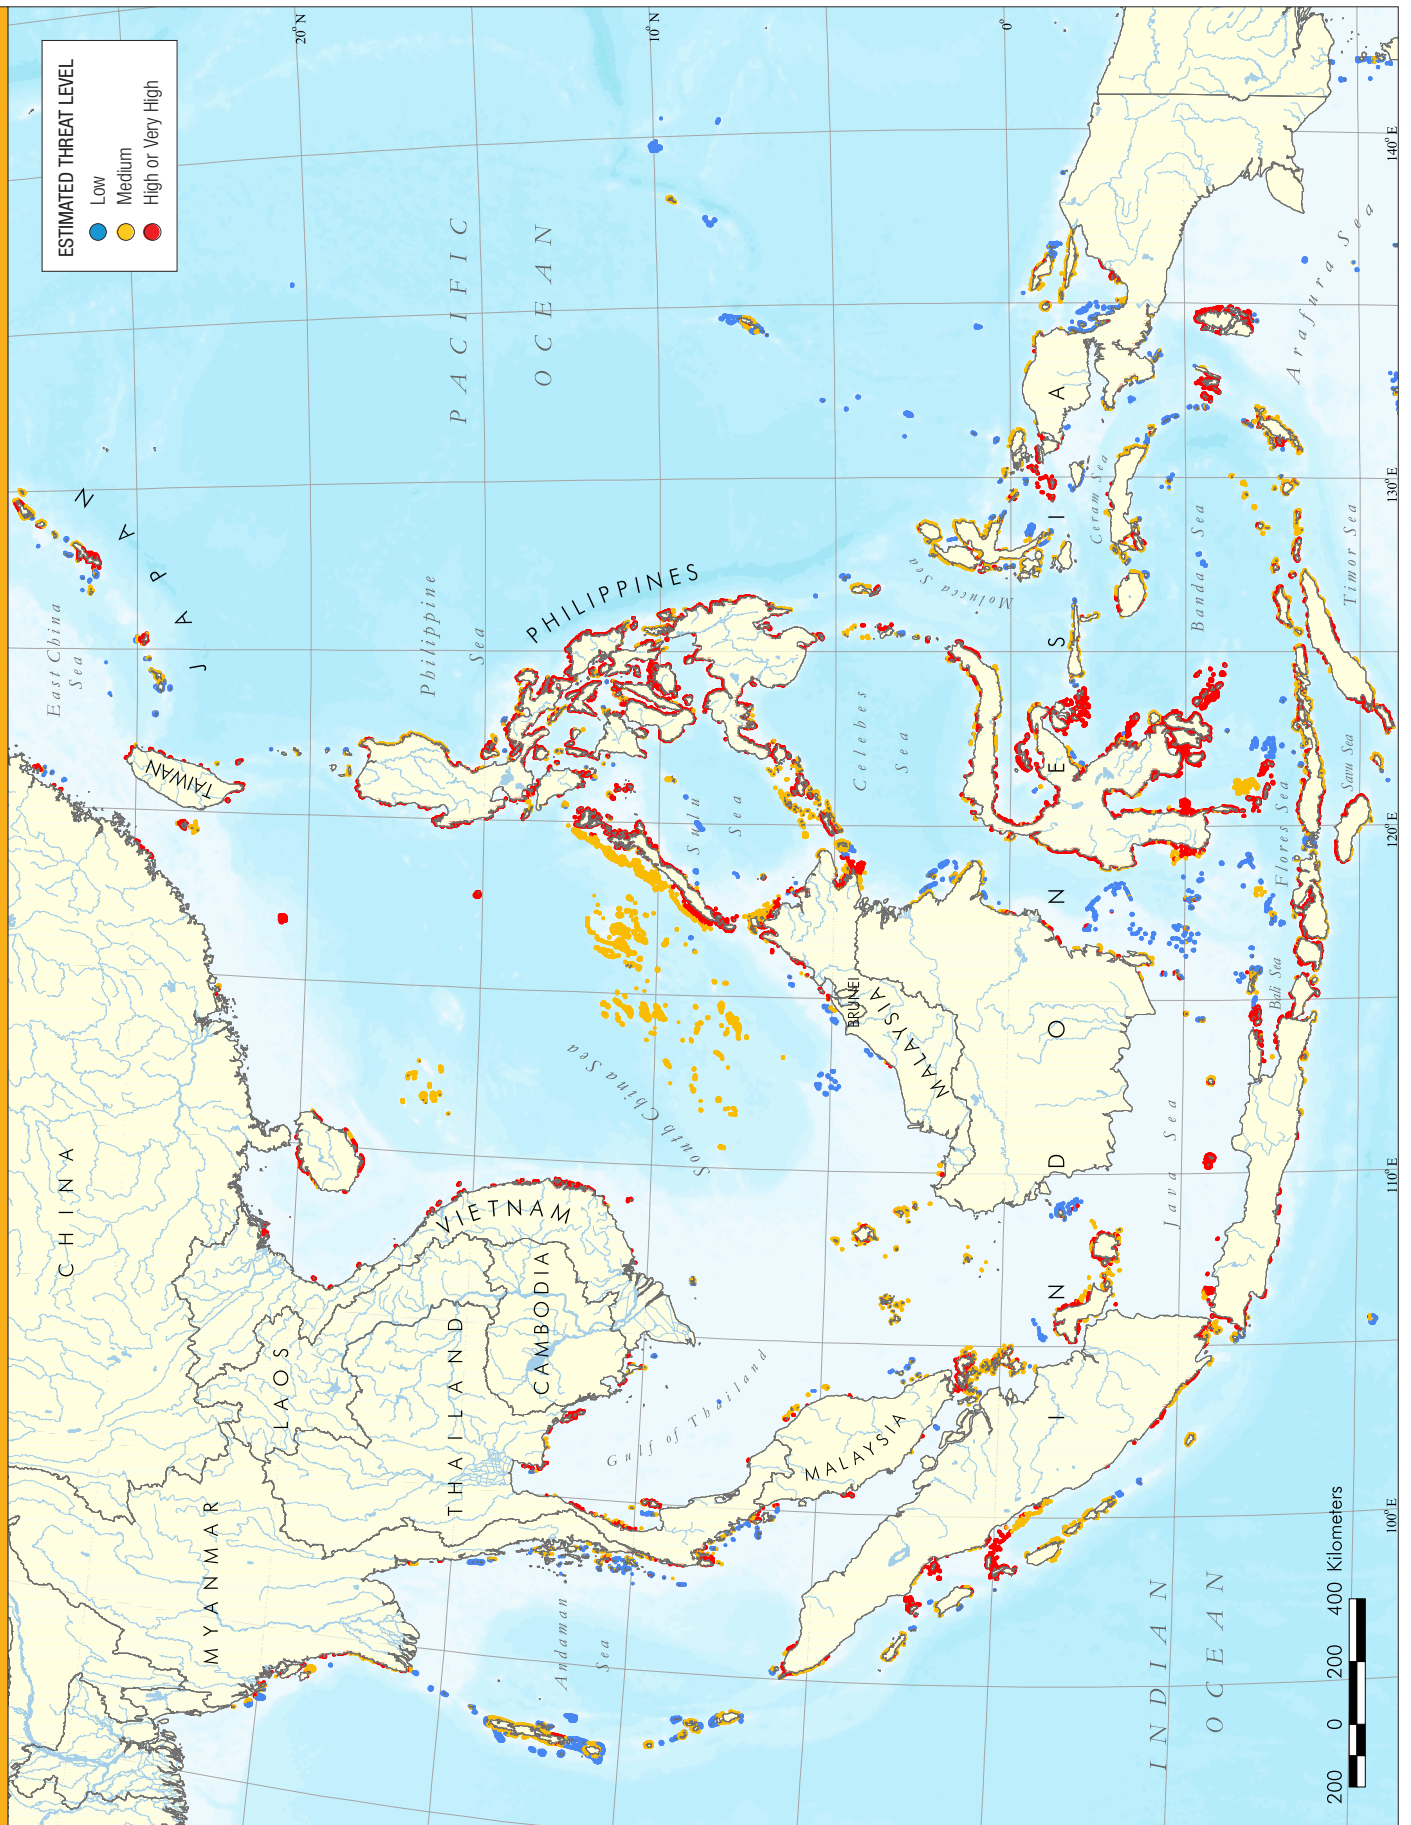 ESTIMATED THREAT LEVEL
Low
Medium
High or Very High
20° N
10° N
0°
140° E
130° E
120° E
110° E
100° E
CHINA
TAIWAN
JAPAN
East China
Sea
Philippine
Sea
PACIFIC
OCEAN
PHILIPPINES
MYANMAR
LAOS
THAILAND
CAMBODIA
VIETNAM
Gulf of Thailand
Andaman
Sea
South China Sea
Sulu
Sea
Celebes
Sea
Molucca Sea
Ceram Sea
Banda Sea
Arafura Sea
Timor Sea
Savu Sea
Flores Sea
Bali Sea
Java Sea
BRUNEI
MALAYSIA
MALAYSIA
INDONESIA
INDIAN
OCEAN
200 0 200 400 Kilometers